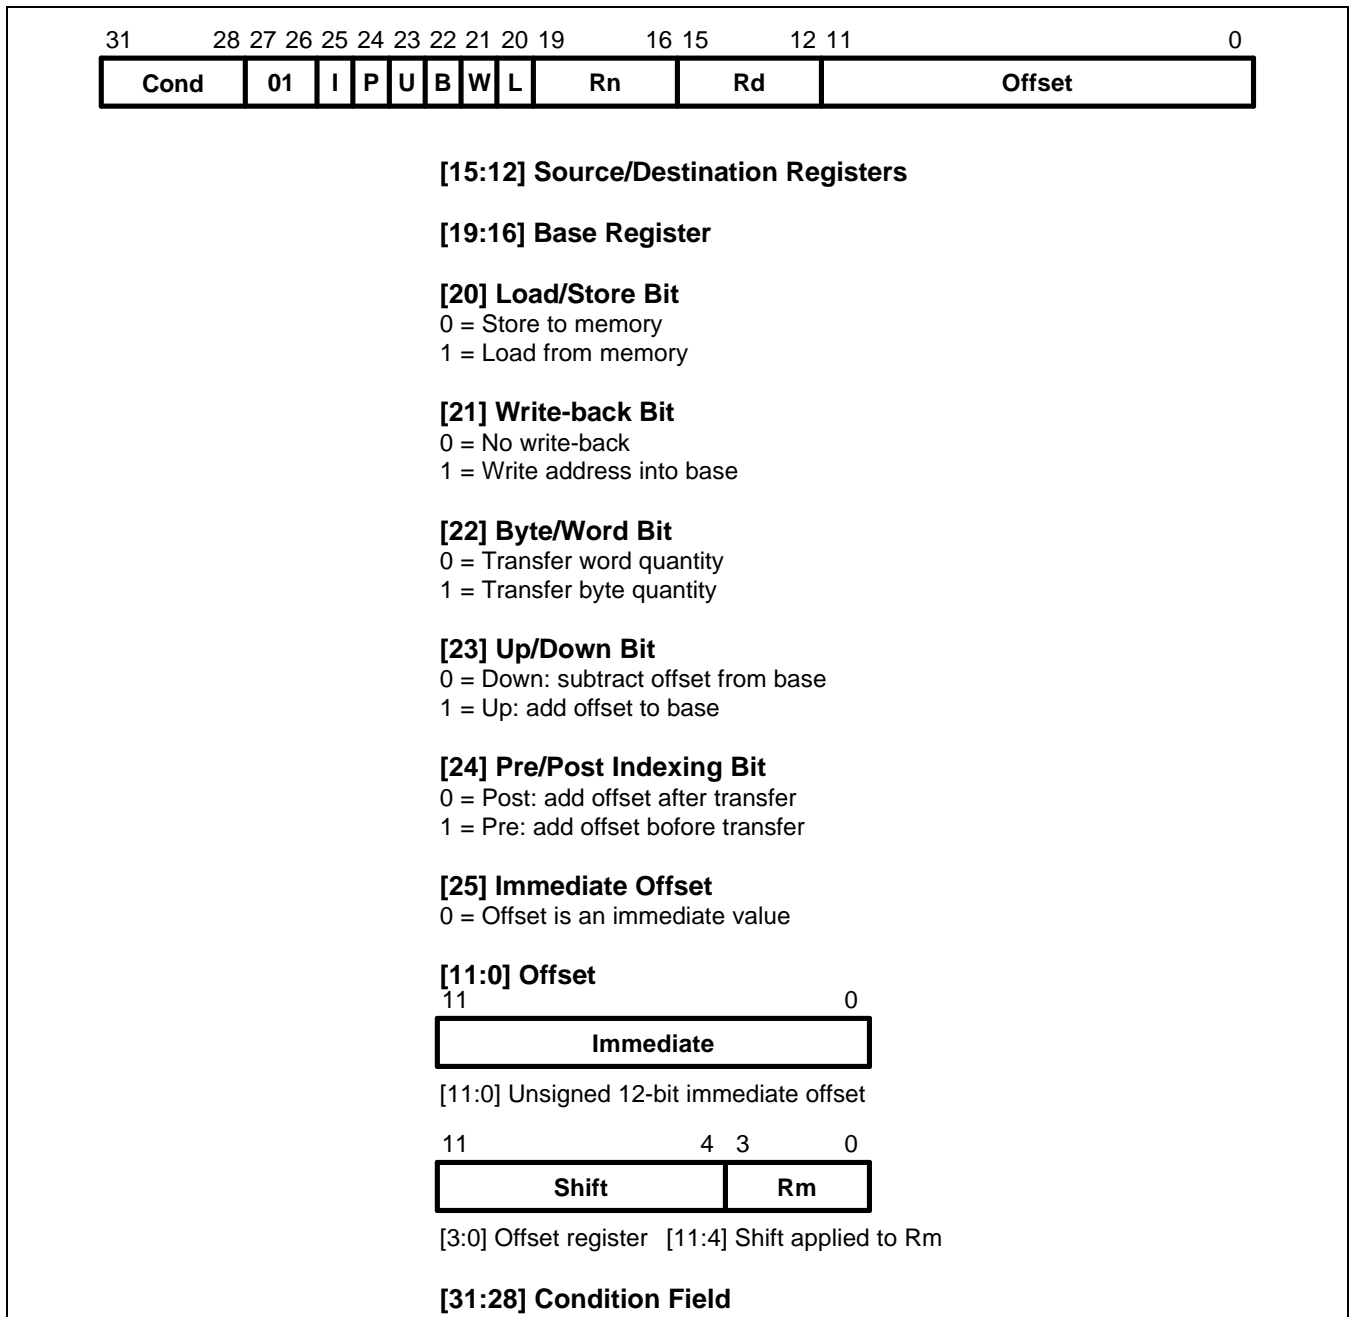 31 28 27 26 25 24 23 22 21 20 19 16 15 12 11 0
Cond 01 I P U B W L Rn Rd Offset
[15:12] Source/Destination Registers
[19:16] Base Register
[20] Load/Store Bit
0 = Store to memory
1 = Load from memory
[21] Write-back Bit
0 = No write-back
1 = Write address into base
[22] Byte/Word Bit
0 = Transfer word quantity
1 = Transfer byte quantity
[23] Up/Down Bit
0 = Down: subtract offset from base
1 = Up: add offset to base
[24] Pre/Post Indexing Bit
0 = Post: add offset after transfer
1 = Pre: add offset bofore transfer
[25] Immediate Offset
0 = Offset is an immediate value
[11:0] Offset
11 0
Immediate
[11:0] Unsigned 12-bit immediate offset
11 4 3 0
Shift Rm
[3:0] Offset register [11:4] Shift applied to Rm
[31:28] Condition Field